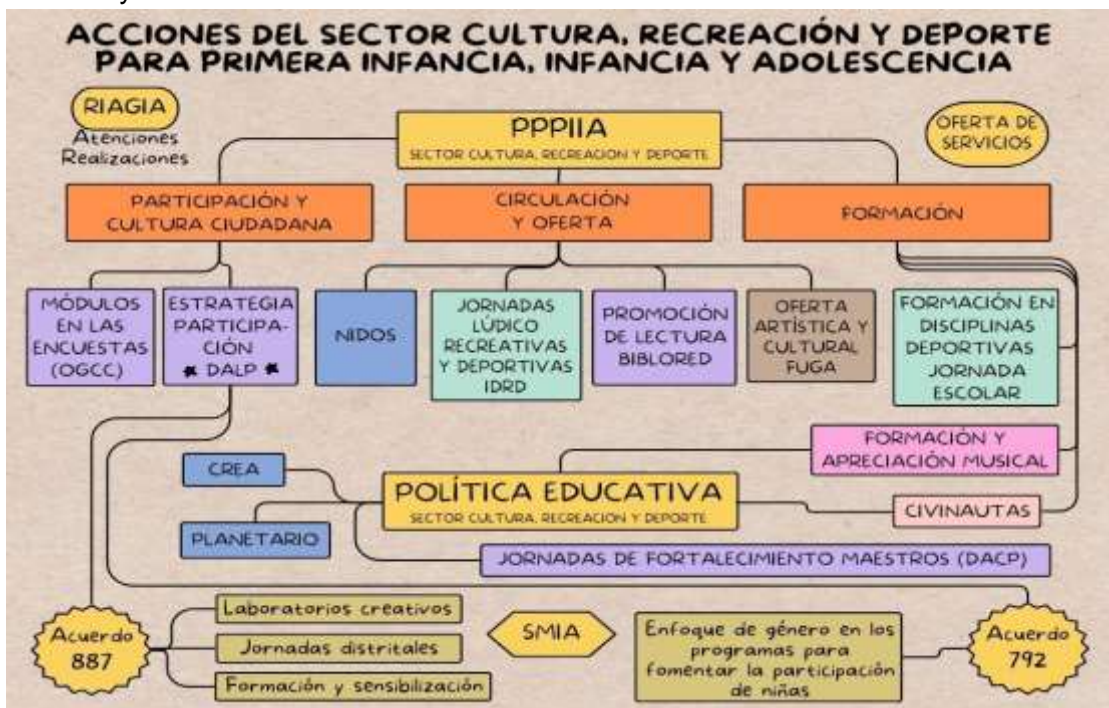 ACCIONES DEL SECTOR CULTURA, RECREACIÓN Y DEPORTE
PARA PRIMERA INFANCIA, INFANCIA Y ADOLESCENCIA
RIAGIA
Atenciones
Realizaciones
PPPIIA
SECTOR CULTURA, RECREACION Y DEPORTE
OFERTA DE
SERVICIOS
PARTICIPACIÓN Y
CULTURA CIUDADANA
CIRCULACIÓN
Y OFERTA
FORMACIÓN
MÓDULOS
EN LAS
ENCUESTAS
(OGCC)
ESTRATEGIA
PARTICIPA-
CIÓN
* DALP *
NIDOS
JORNADAS
LÚDICO
RECREATIVAS
Y DEPORTIVAS
IDRD
PROMOCIÓN
DE LECTURA
BIBLORED
OFERTA
ARTÍSTICA Y
CULTURAL
FUGA
FORMACIÓN EN
DISCIPLINAS
DEPORTIVAS
JORNADA
ESCOLAR
FORMACIÓN Y
APRECIACIÓN MUSICAL
CREA
POLÍTICA EDUCATIVA
SECTOR CULTURA, RECREACION Y DEPORTE
CIVINAUTAS
PLANETARIO
JORNADAS DE FORTALECIMIENTO MAESTROS (DACP)
Acuerdo
887
Laboratorios creativos
Jornadas distritales
Formación y sensibilización
SMIA
Enfoque de género en los
programas para
fomentar la participación
de niñas
Acuerdo
792